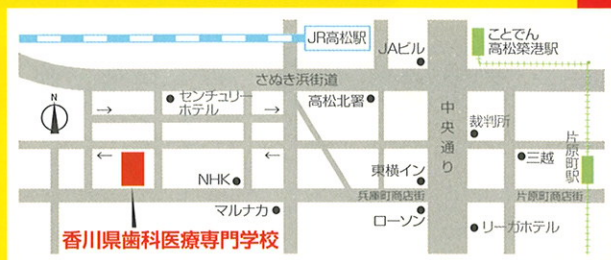 JR高松駅
ことでん
高松築港駅
JAビル
さぬき浜街道
N
センチュリー
ホテル
高松北署
中央通り
裁判所
片原町駅
三越
NHK
東横イン
兵庫町商店街
片原町商店街
マルナカ
ローソン
リーガホテル
香川県歯科医療専門学校